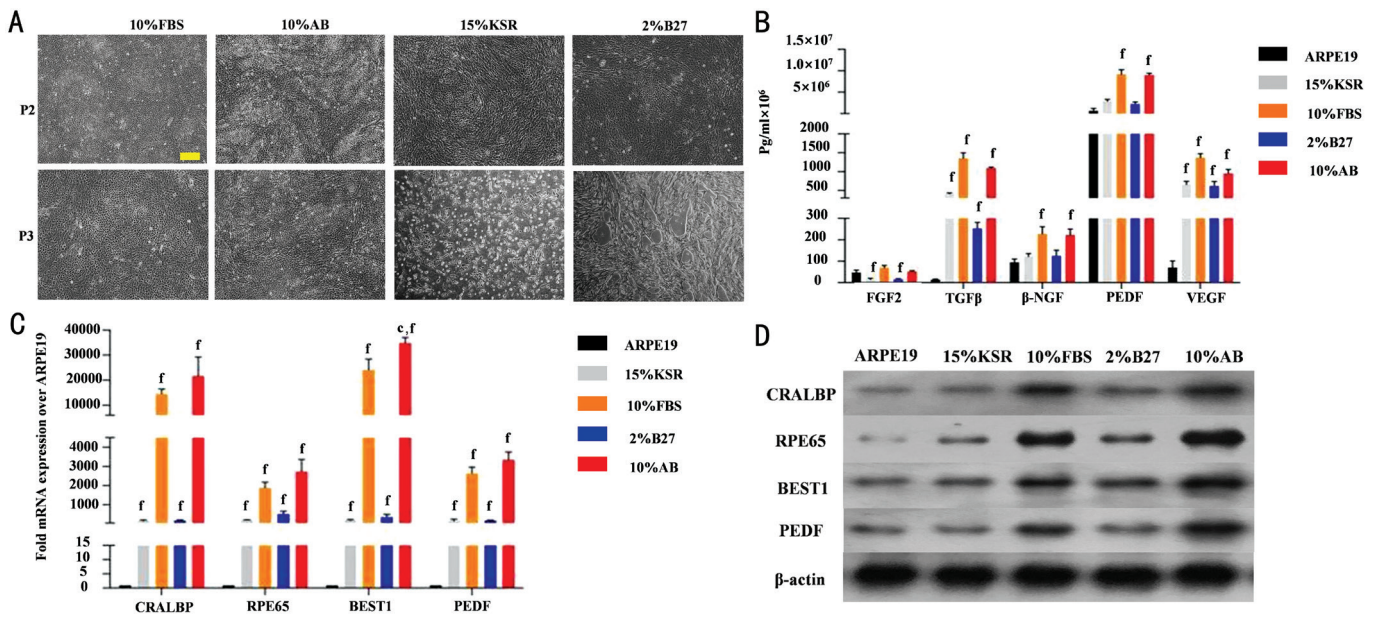 A
10%FBS 10%AB 15%KSR 2%B27
P2
P3
B
Pg/ml×10⁶
1.5×10⁷
1.0×10⁷
5×10⁶
2000
1500
1000
500
300
200
100
0
f f
f f f f
f f
f f
f f f f
FGF2 TGFβ β-NGF PEDF VEGF
ARPE19
15%KSR
10%FBS
2%B27
10%AB
C
Fold mRNA expression over ARPE19
40000
30000
20000
10000
4000
3000
2000
1000
15
10
5
0
f f f f
f f f f
f f f c,f
f f f f
CRALBP RPE65 BEST1 PEDF
ARPE19
15%KSR
10%FBS
2%B27
10%AB
D
ARPE19 15%KSR 10%FBS 2%B27 10%AB
CRALBP
RPE65
BEST1
PEDF
β-actin